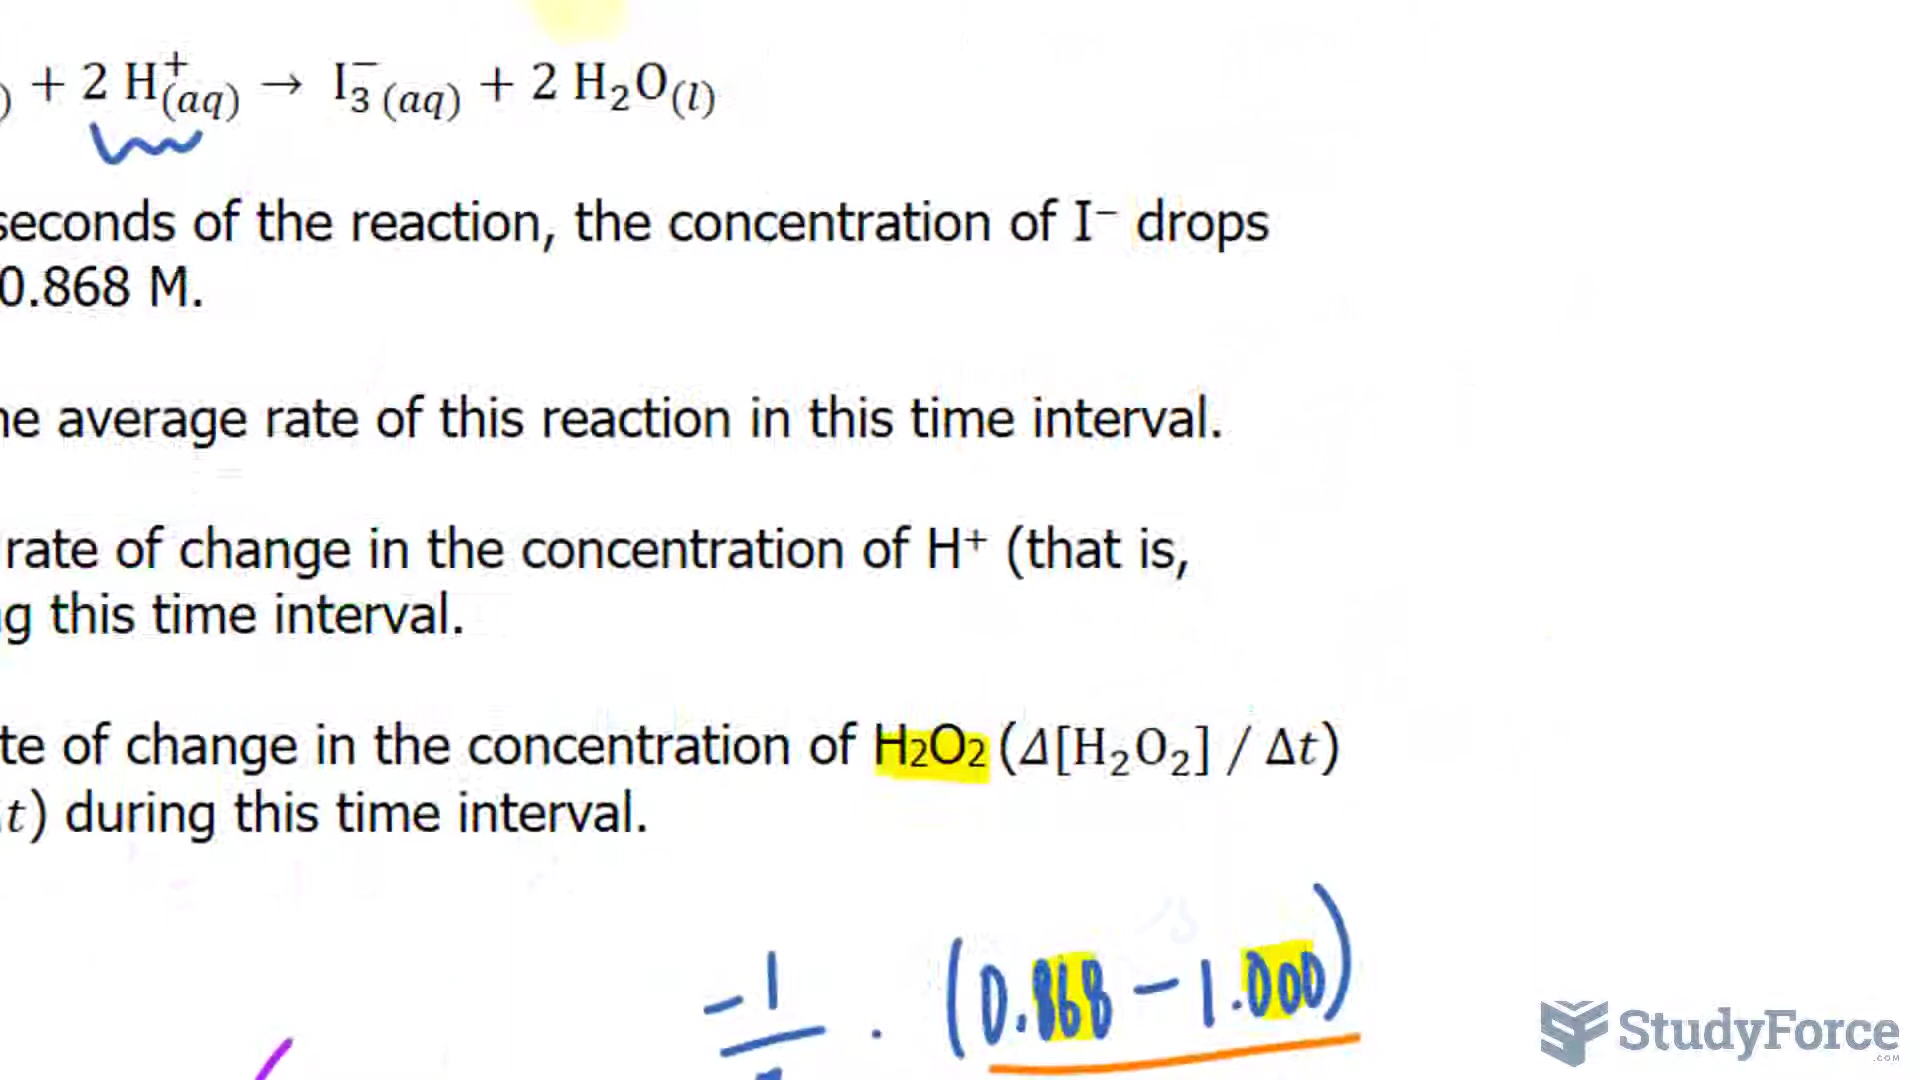 ) + 2 H⁺(aq) → I₃⁻(aq) + 2 H₂O(l)
seconds of the reaction, the concentration of I⁻ drops
0.868 M.
average rate of this reaction in this time interval.
rate of change in the concentration of H⁺ (that is,
this time interval.
of change in the concentration of H₂O₂ (Δ[H₂O₂] / Δt)
t) during this time interval.
-1 · (0.868 - 1.000)
StudyForce
.COM